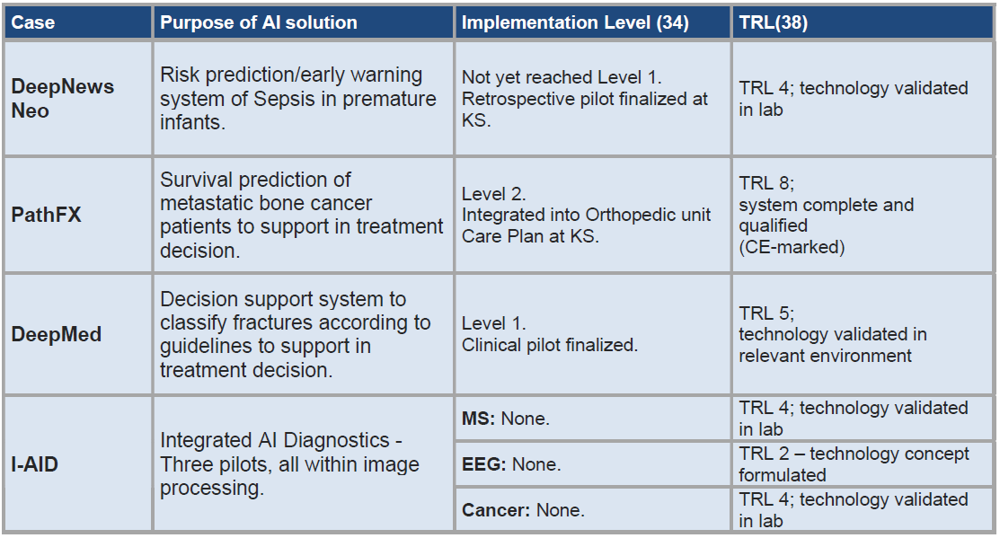 Case
Purpose of AI solution
Implementation Level (34)
TRL(38)
DeepNews
Neo
Risk prediction/early warning
system of Sepsis in premature
infants.
Not yet reached Level 1.
Retrospective pilot finalized at
KS.
TRL 4; technology validated
in lab
PathFX
Survival prediction of
metastatic bone cancer
patients to support in treatment
decision.
Level 2.
Integrated into Orthopedic unit
Care Plan at KS.
TRL 8;
system complete and
qualified
(CE-marked)
DeepMed
Decision support system to
classify fractures according to
guidelines to support in
treatment decision.
Level 1.
Clinical pilot finalized.
TRL 5;
technology validated in
relevant environment
I-AID
Integrated AI Diagnostics -
Three pilots, all within image
processing.
MS: None.
TRL 4; technology validated
in lab
EEG: None.
TRL 2 – technology concept
formulated
Cancer: None.
TRL 4; technology validated
in lab